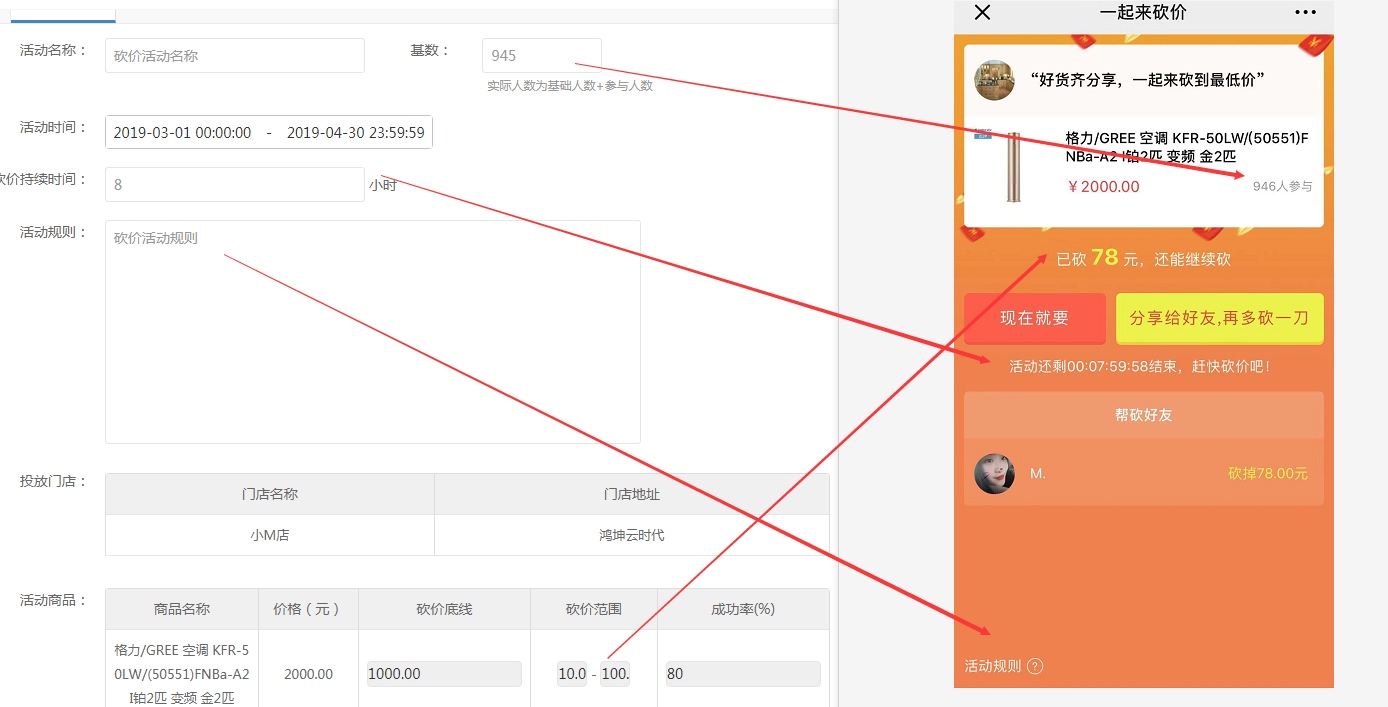 活动名称：
砍价活动名称
基数：
945
实际人数为基础人数+参与人数
活动时间：
2019-03-01 00:00:00 - 2019-04-30 23:59:59
砍价持续时间：
8
小时
活动规则：
砍价活动规则
投放门店：
门店名称 门店地址
小M店 鸿坤云时代
活动商品：
商品名称 价格（元） 砍价底线 砍价范围 成功率(%)
格力/GREE 空调 KFR-5
0LW/(50551)FNBa-A2
I铂2匹 变频 金2匹
2000.00 1000.00 10.0 - 100. 80
一起来砍价
“好货齐分享，一起来砍到最低价”
格力/GREE 空调 KFR-50LW/(50551)F
NBa-A2 I铂2匹 变频 金2匹
￥2000.00
946人参与
已砍 78 元，还能继续砍
现在就要
分享给好友,再多砍一刀
活动还剩00:07:59:58结束，赶快砍价吧！
帮砍好友
M.
砍掉78.00元
活动规则 ?